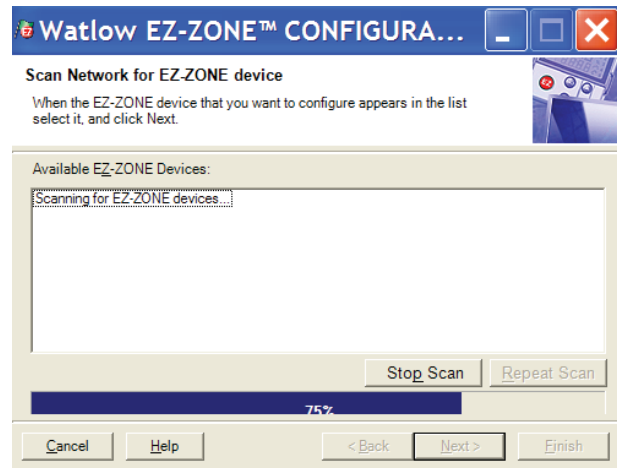 Watlow EZ-ZONE™ CONFIGURA...
Scan Network for EZ-ZONE device
When the EZ-ZONE device that you want to configure appears in the list
select it, and click Next.
Available EZ-ZONE Devices:
Scanning for EZ-ZONE devices...
Stop Scan Repeat Scan
75%
Cancel Help < Back Next > Finish